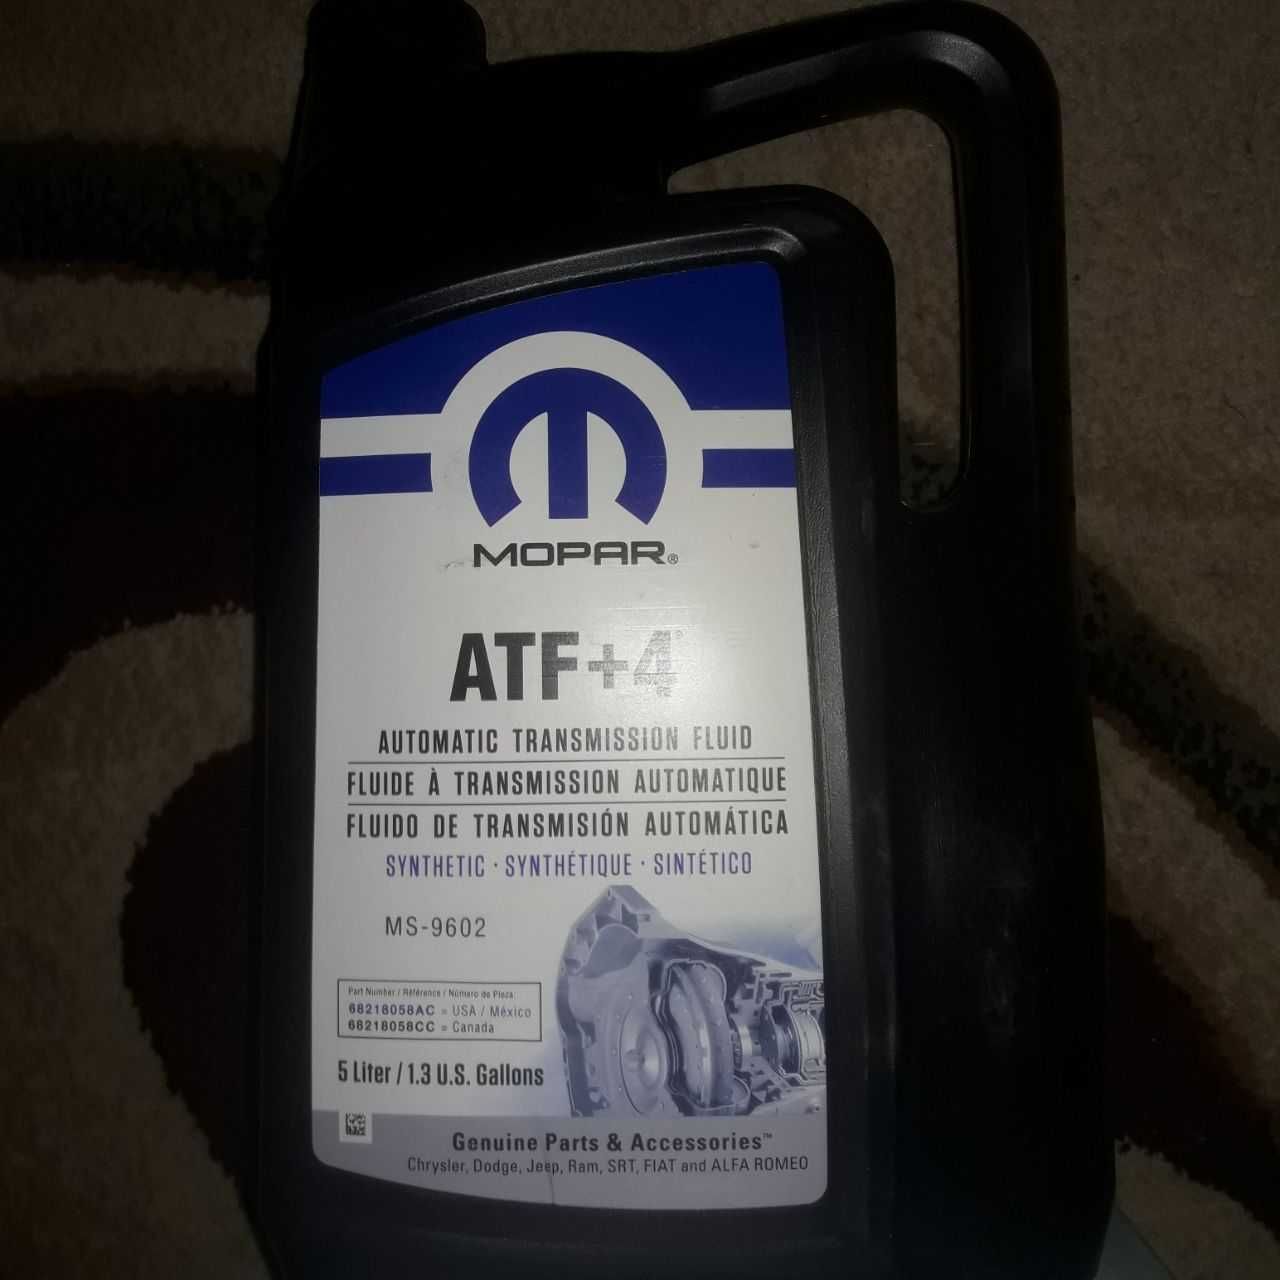 MOPAR®
ATF+4®
AUTOMATIC TRANSMISSION FLUID
FLUIDE À TRANSMISSION AUTOMATIQUE
FLUIDO DE TRANSMISIÓN AUTOMÁTICA
SYNTHETIC · SYNTHÉTIQUE · SINTÉTICO
MS-9602
Part Number / Référence / Número de Pieza:
68218058AC = USA / México
68218058CC = Canada
5 Liter / 1.3 U.S. Gallons
Genuine Parts & Accessories™
Chrysler, Dodge, Jeep, Ram, SRT, FIAT and ALFA ROMEO